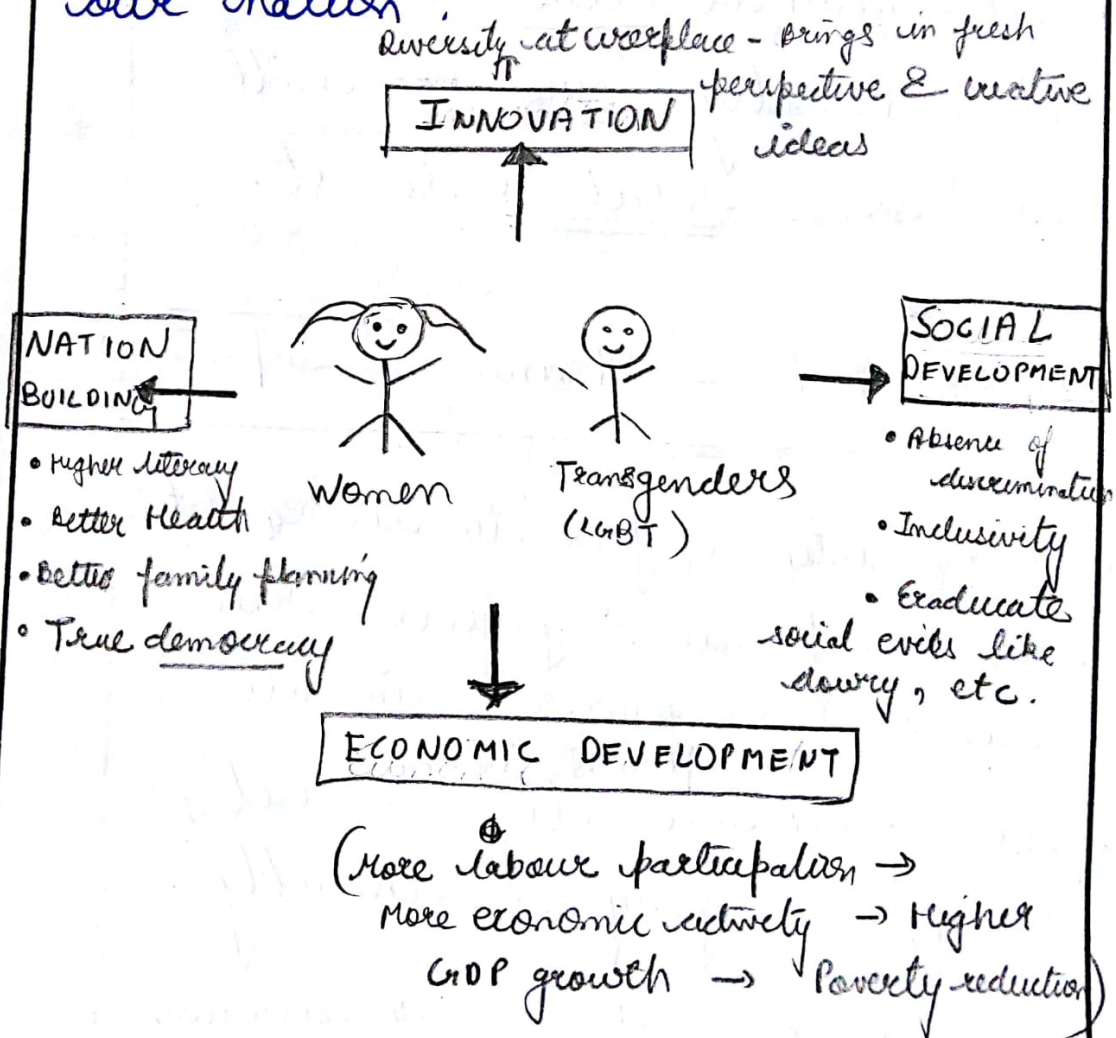 Diversity at workplace - Brings in fresh
perspective & creative
ideas
INNOVATION
NATION
BUILDING
• Higher literacy
• Better Health
• Better family planning
• True democracy
Women
Transgenders
(LGBT)
SOCIAL
DEVELOPMENT
• Absence of
discrimination
• Inclusivity
• Eraducate
social evils like
dowry, etc.
ECONOMIC DEVELOPMENT
(More labour participation →
More economic activity → Higher
GDP growth → Poverty reduction)